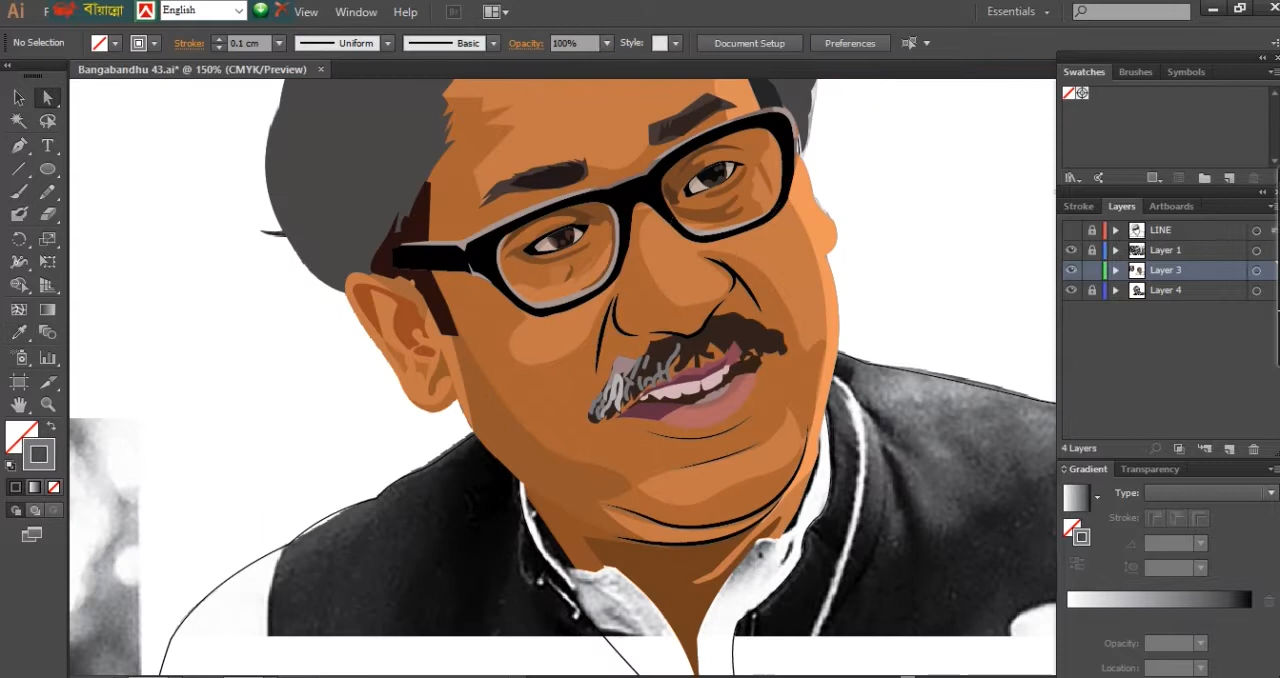 Ai F বায়ান্নো English View Window Help Br Essentials
No Selection Stroke: 0.1 cm Uniform Basic Opacity: 100% Style: Document Setup Preferences
Bangabandhu 43.ai* @ 150% (CMYK/Preview) ×
Swatches Brushes Symbols
Stroke Layers Artboards
LINE
Layer 1
Layer 3
Layer 4
4 Layers
Gradient Transparency
Type:
Stroke:
Opacity:
Location: